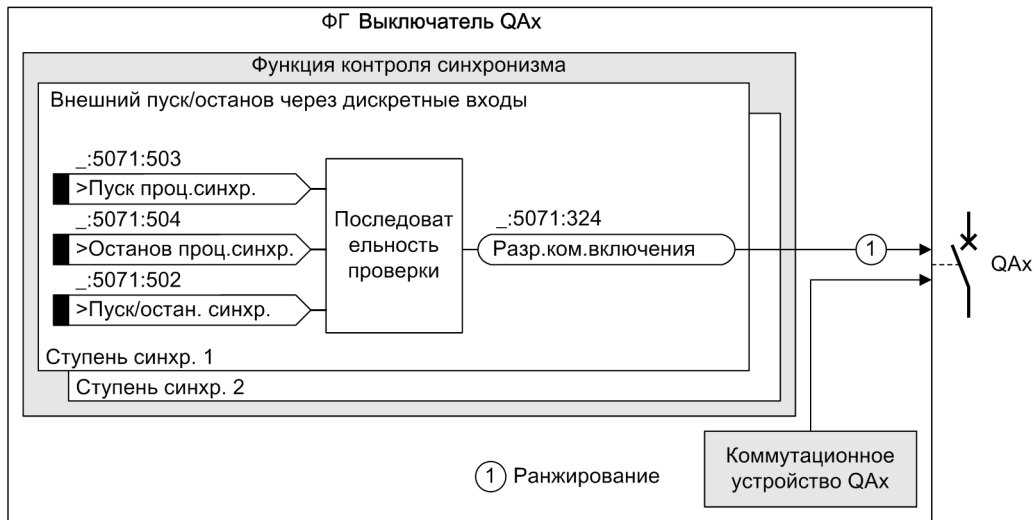 ФГ Выключатель QAx
Функция контроля синхронизма
Внешний пуск/останов через дискретные входы
_:5071:503
>Пуск проц.синхр.
_:5071:504
>Останов проц.синхр.
_:5071:502
>Пуск/остан. синхр.
Последоват
ельность
проверки
_:5071:324
Разр.ком.включения
1
QAx
Ступень синхр. 1
Ступень синхр. 2
Коммутационное
устройство QAx
1 Ранжирование